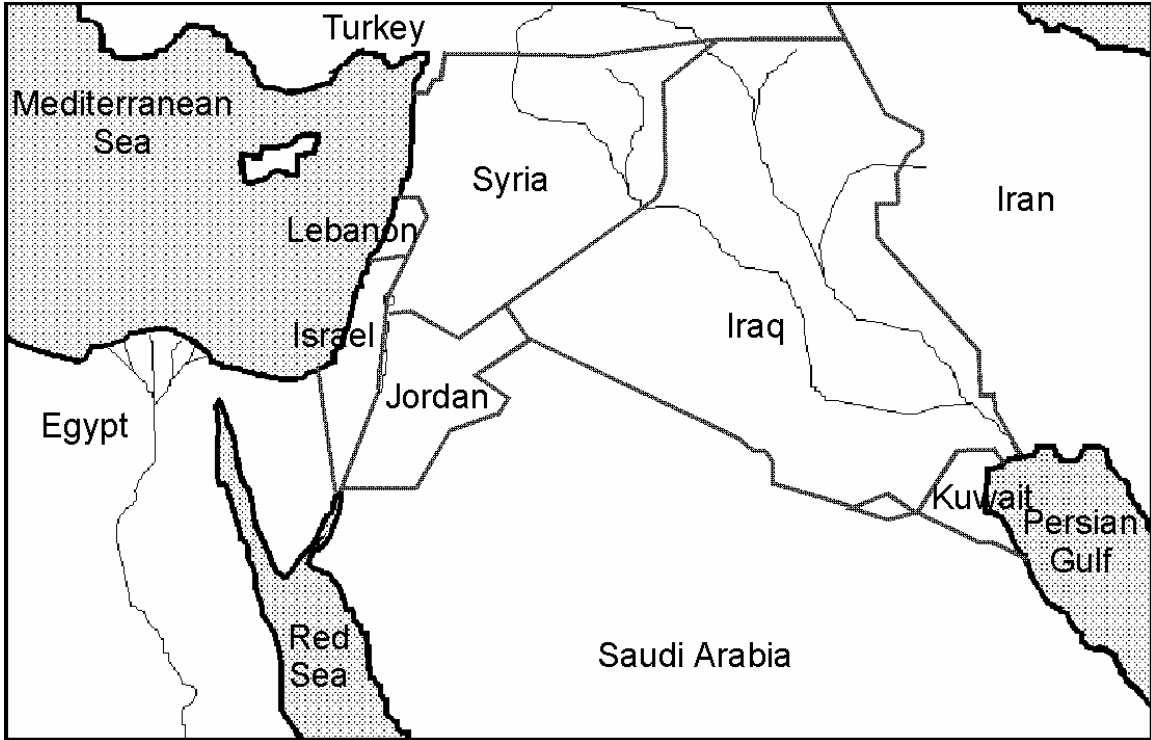 Turkey
Mediterranean
Sea
Syria
Iran
Lebanon
Israel
Iraq
Jordan
Egypt
Kuwait
Persian
Gulf
Red
Sea
Saudi Arabia